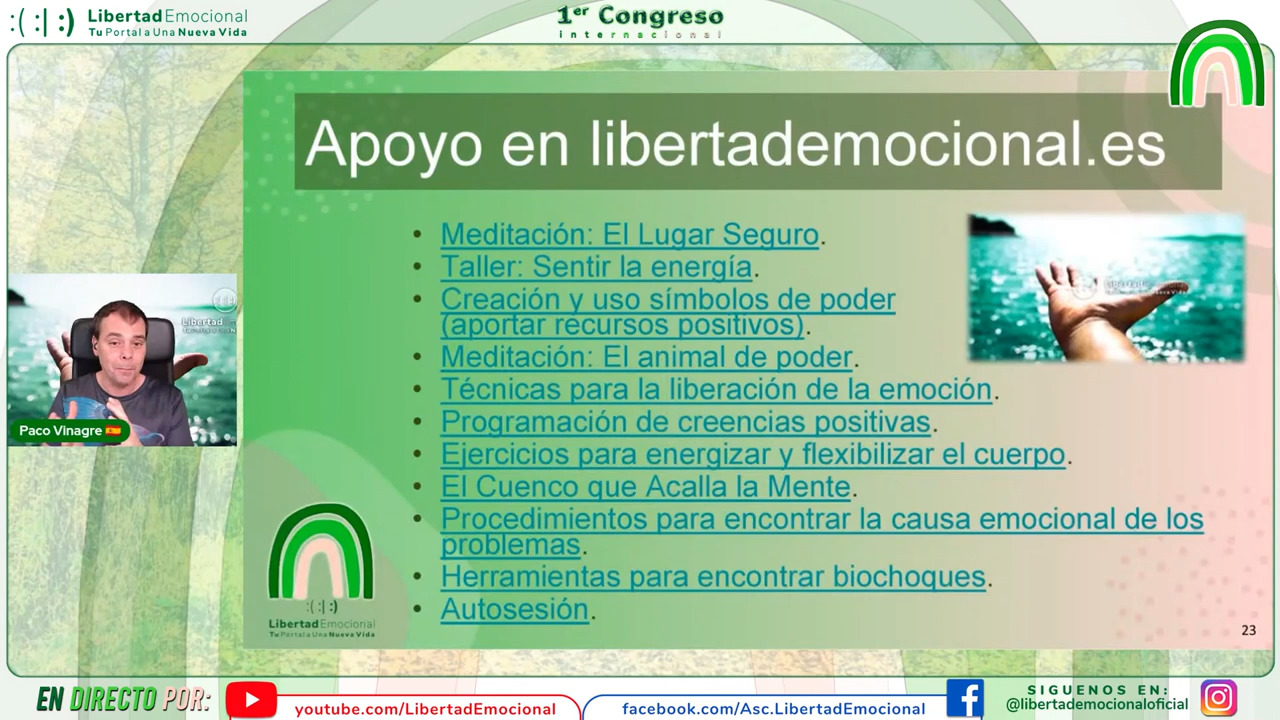 :(:|:) LibertadEmocional
Tu Portal a Una Nueva Vida
1er Congreso
internacional
Apoyo en libertademocional.es
• Meditación: El Lugar Seguro.
• Taller: Sentir la energía.
• Creación y uso símbolos de poder
(aportar recursos positivos).
• Meditación: El animal de poder.
• Técnicas para la liberación de la emoción.
• Programación de creencias positivas.
• Ejercicios para energizar y flexibilizar el cuerpo.
• El Cuenco que Acalla la Mente.
• Procedimientos para encontrar la causa emocional de los
problemas.
• Herramientas para encontrar biochoques.
• Autosesión.
Libertad
Paco Vinagre
:(:|:)
LibertadEmocional
Tu Portal a Una Nueva Vida
23
EN DIRECTO POR:
youtube.com/LibertadEmocional
facebook.com/Asc.LibertadEmocional
SIGUENOS EN:
@libertademocionaloficial